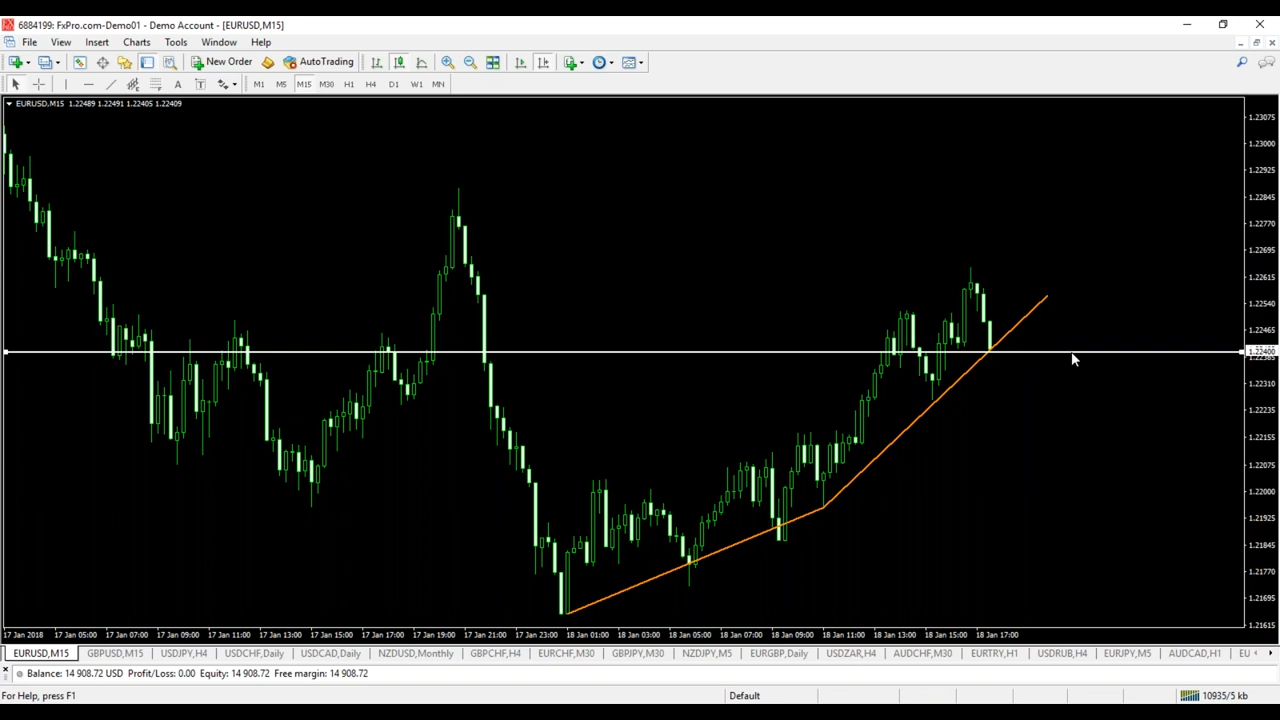 6884199: FxPro.com-Demo01 - Demo Account - [EURUSD,M15]
File View Insert Charts Tools Window Help
New Order AutoTrading
A T M1 M5 M15 M30 H1 H4 D1 W1 MN
EURUSD,M15 1.22489 1.22491 1.22405 1.22409
1.23075
1.23000
1.22925
1.22845
1.22770
1.22695
1.22615
1.22540
1.22465
1.22400
1.22385
1.22310
1.22235
1.22155
1.22075
1.22000
1.21925
1.21845
1.21770
1.21695
1.21615
17 Jan 2018 17 Jan 05:00 17 Jan 07:00 17 Jan 09:00 17 Jan 11:00 17 Jan 13:00 17 Jan 15:00 17 Jan 17:00 17 Jan 19:00 17 Jan 21:00 17 Jan 23:00 18 Jan 01:00 18 Jan 03:00 18 Jan 05:00 18 Jan 07:00 18 Jan 09:00 18 Jan 11:00 18 Jan 13:00 18 Jan 15:00 18 Jan 17:00
EURUSD,M15 GBPUSD,M15 USDJPY,H4 USDCHF,Daily USDCAD,Daily NZDUSD,Monthly GBPCHF,H4 EURCHF,M30 GBPJPY,M30 NZDJPY,M5 EURGBP,Daily USDZAR,H4 AUDCHF,M30 EURTRY,H1 USDRUB,H4 EURJPY,M5 AUDCAD,H1 EU
Balance: 14 908.72 USD Profit/Loss: 0.00 Equity: 14 908.72 Free margin: 14 908.72
For Help, press F1 Default 10935/5 kb